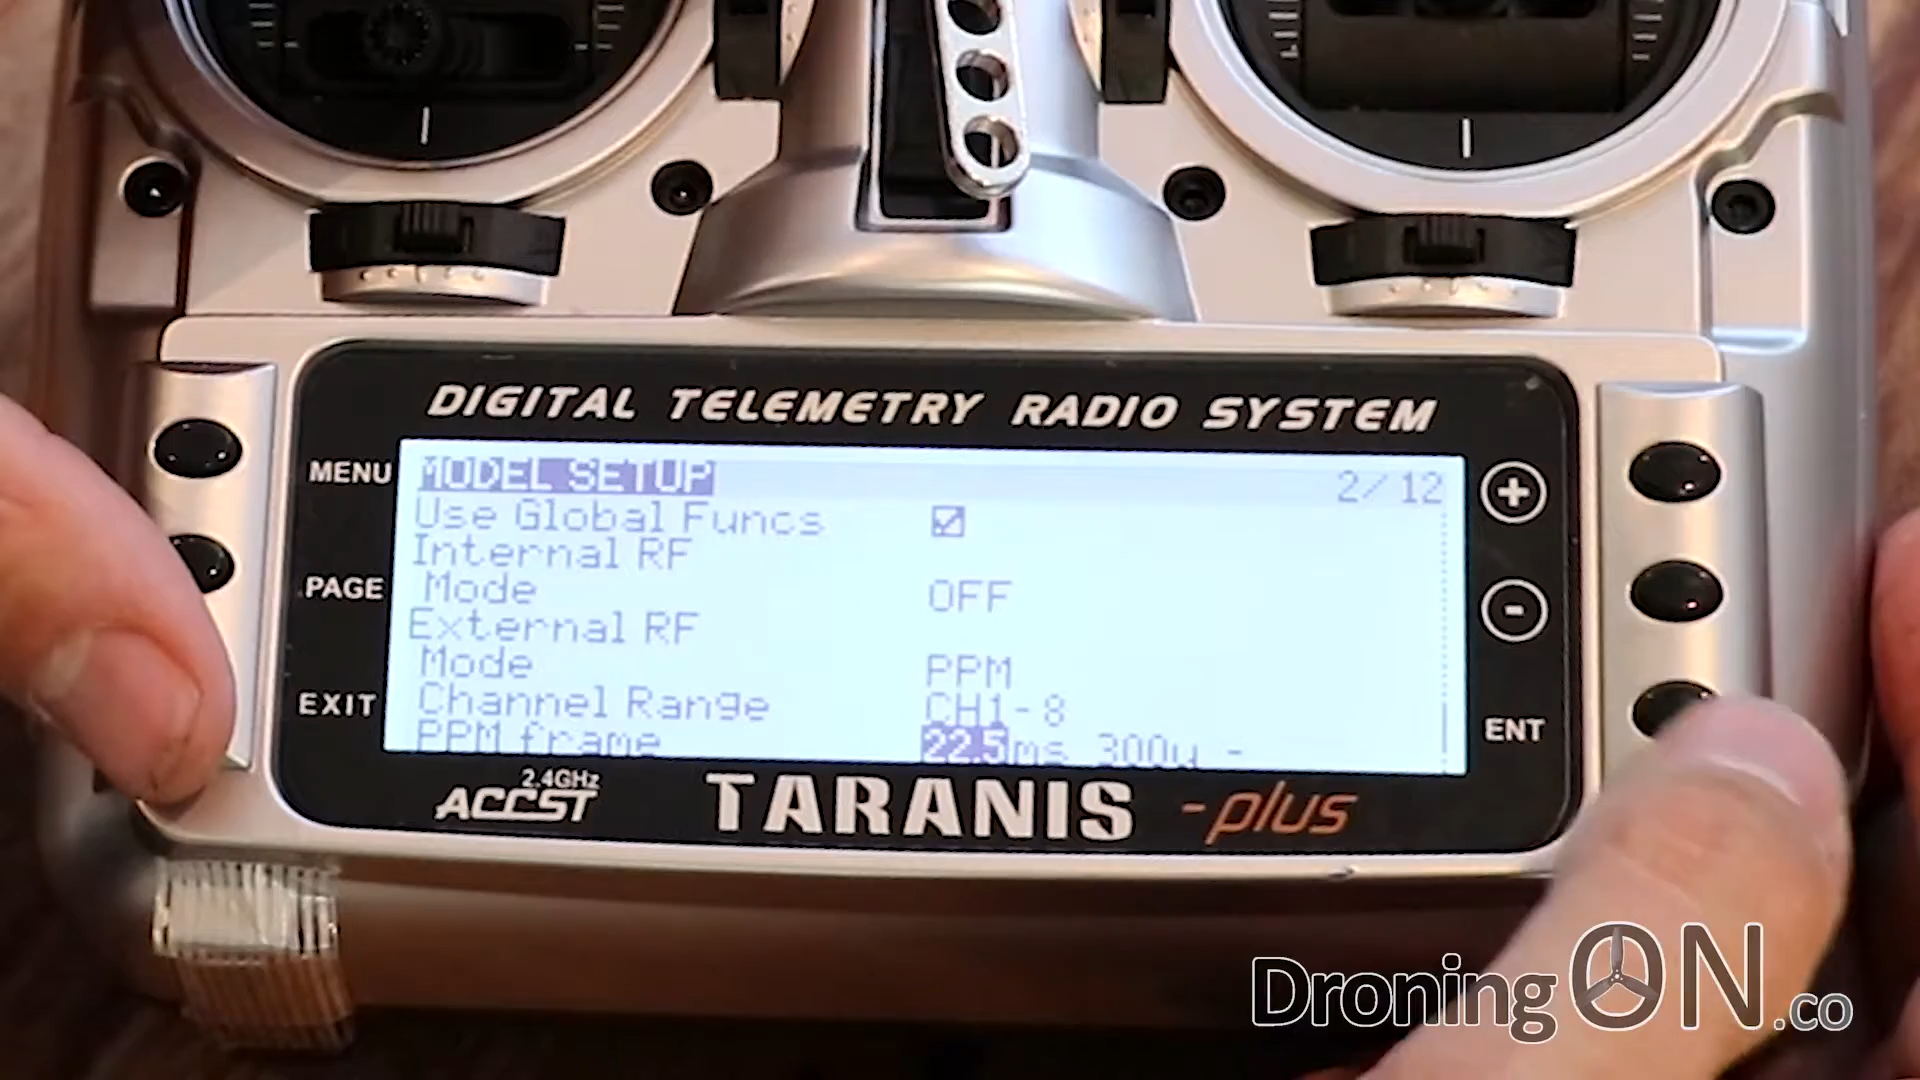 DIGITAL TELEMETRY RADIO SYSTEM
MENU
PAGE
EXIT
MODEL SETUP 2/12
Use Global Funcs
Internal RF
Mode OFF
External RF
Mode PPM
Channel Range CH1-8
PPM frame 22.5ms 300u -
+
-
ENT
2.4GHz
ACCST
TARANIS -plus
DroningON.co